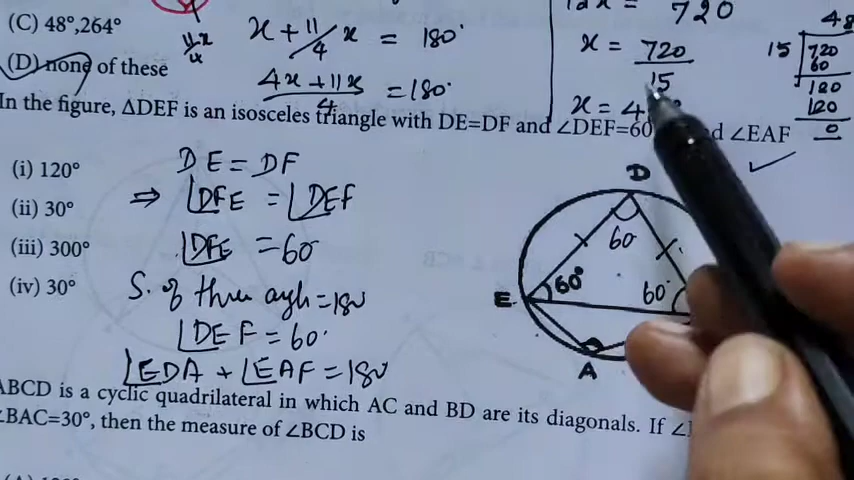 (C) 48°,264°
(D) none of these
x + 11/4 x = 180°
4x + 11x / 4 = 180°
720
x = 720 / 15
x = 4
48
15 720
60
120
120
0
In the figure, ΔDEF is an isosceles triangle with DE=DF and ∠DEF=60 ∠EAF
(i) 120°
(ii) 30°
(iii) 300°
(iv) 30°
DE = DF
⇒ ∠DFE = ∠DEF
∠DFE = 60
S. of three angh = 180
∠DEF = 60°
∠EDA + ∠EAF = 180
D
60
60°
60°
E
A
ABCD is a cyclic quadrilateral in which AC and BD are its diagonals. If ∠
∠BAC=30°, then the measure of ∠BCD is